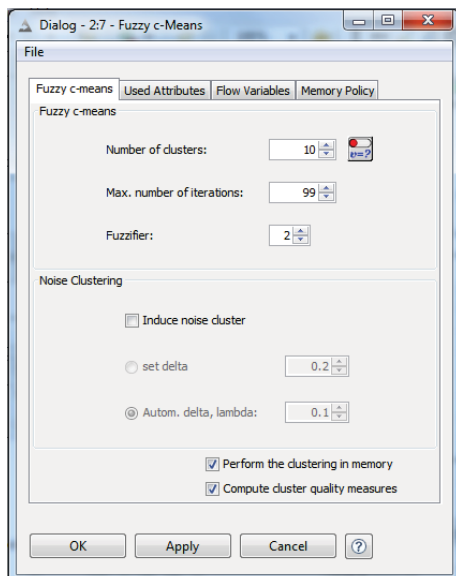 Dialog - 2:7 - Fuzzy c-Means
File
Fuzzy c-means Used Attributes Flow Variables Memory Policy
Fuzzy c-means
Number of clusters: 10 v=?
Max. number of iterations: 99
Fuzzifier: 2
Noise Clustering
Induce noise cluster
set delta 0.2
Autom. delta, lambda: 0.1
Perform the clustering in memory
Compute cluster quality measures
OK Apply Cancel ?